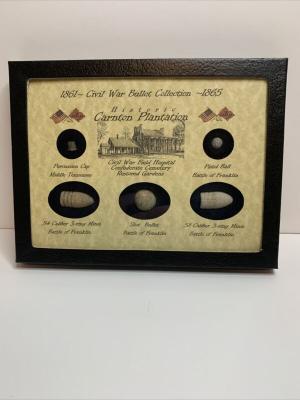 1861 ~ Civil War Bullet Collection ~ 1865
Historic
Carnton Plantation
Civil War Field Hospital
Confederate Cemetery
Restored Gardens
Percussion Cap
Middle Tennessee
Pistol Ball
Battle of Franklin
.54 Caliber 3-ring Minie
Battle of Franklin
Battle of Franklin
.58 Caliber 3-ring Minie
Battle of Franklin